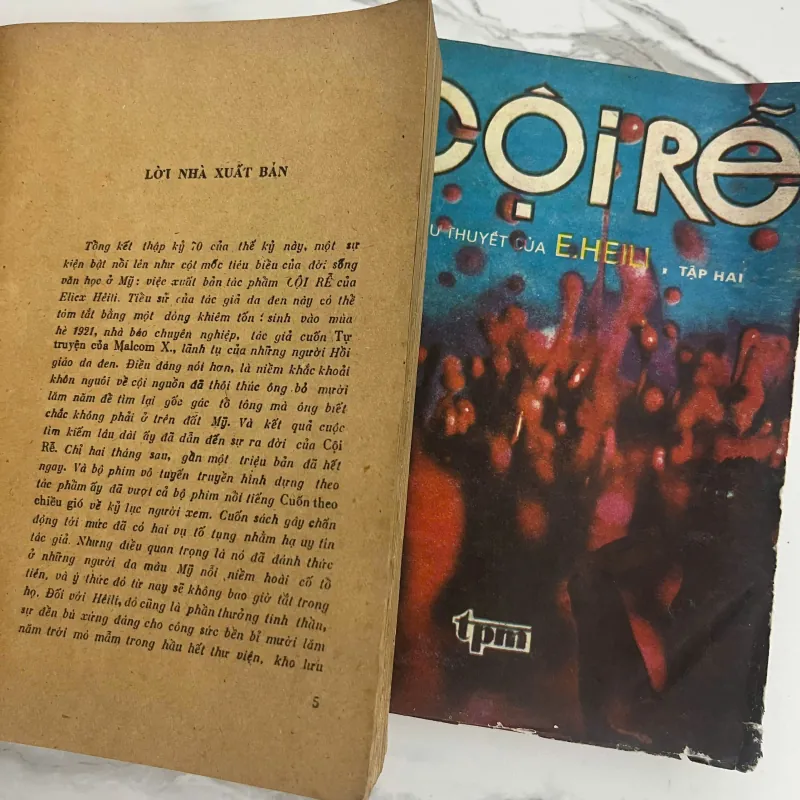 LỜI NHÀ XUẤT BẢN
Tổng kết thập kỷ 70 của thế kỷ này, một sự
kiện bật nổi lên như cột mốc tiêu biểu của đời sống
văn học ở Mỹ: việc xuất bản tác phẩm CỘI RỄ của
Elicx Hêili. Tiểu sử của tác giả da đen này có thể
tóm tắt bằng một dòng khiêm tốn: sinh vào mùa
hè 1921, nhà báo chuyên nghiệp, tác giả cuốn Tự
truyện của Malcom X., lãnh tụ của những người Hồi
giáo da đen. Điều đáng nói hơn, là niềm khắc khoải
khôn nguôi về cội nguồn đã thôi thúc ông bỏ mười
lăm năm để tìm lại gốc gác tổ tông mà ông biết
chắc không phải ở trên đất Mỹ. Và kết quả cuộc
tìm kiếm lâu dài ấy đã dẫn đến sự ra đời của Cội
Rễ. Chỉ hai tháng sau, gần một triệu bản đã hết
ngay. Và bộ phim vô tuyến truyền hình dựng theo
tác phẩm ấy đã vượt cả bộ phim nổi tiếng Cuốn theo
chiều gió về kỷ lục người xem. Cuốn sách gây chấn
động tới mức đã có hai vụ tố tụng nhằm hạ uy tín
tác giả. Nhưng điều quan trọng là nó đã đánh thức
ở những người da màu Mỹ nỗi niềm hoài cố tổ
tiên, và ý thức đó từ nay sẽ không bao giờ tắt trong
họ. Đối với Hêili, đó cũng là phần thưởng tinh thần,
sự đền bù xứng đáng cho công sức bền bỉ mười lăm
năm trời mò mẫm trong hầu hết thư viện, kho lưu
5
CỘI RỄ
U THUYẾT CỦA E.HEILI . TẬP HAI
tpm